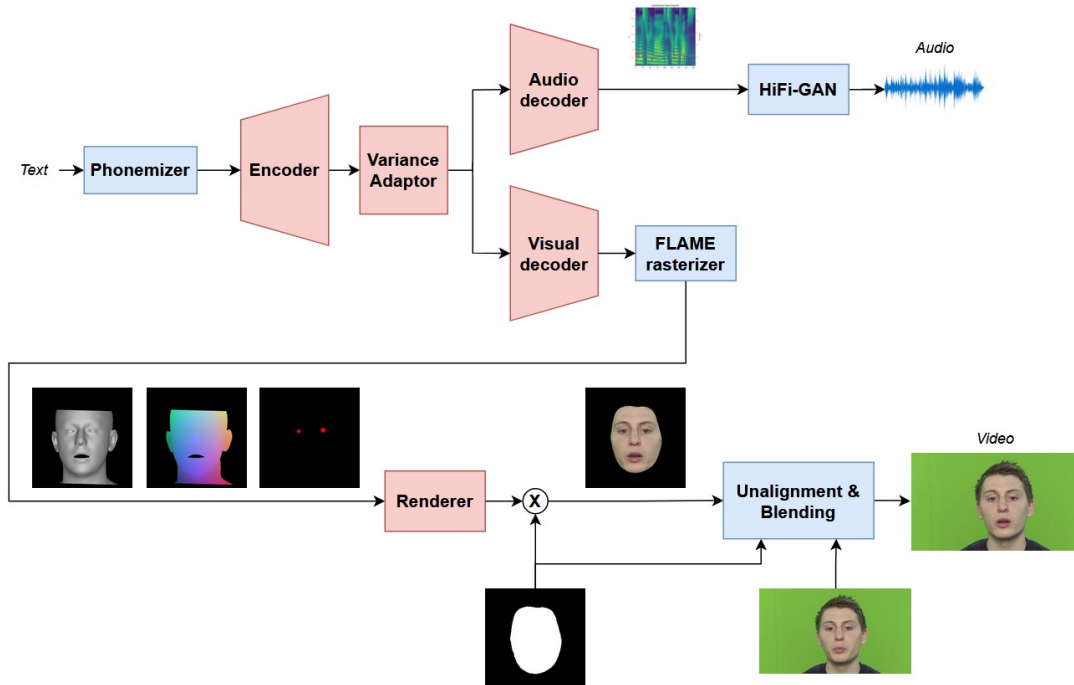 Audio
Audio
decoder
HiFi-GAN
Text
Phonemizer
Encoder
Variance
Adaptor
Visual
decoder
FLAME
rasterizer
Video
Renderer
X
Unalignment &
Blending